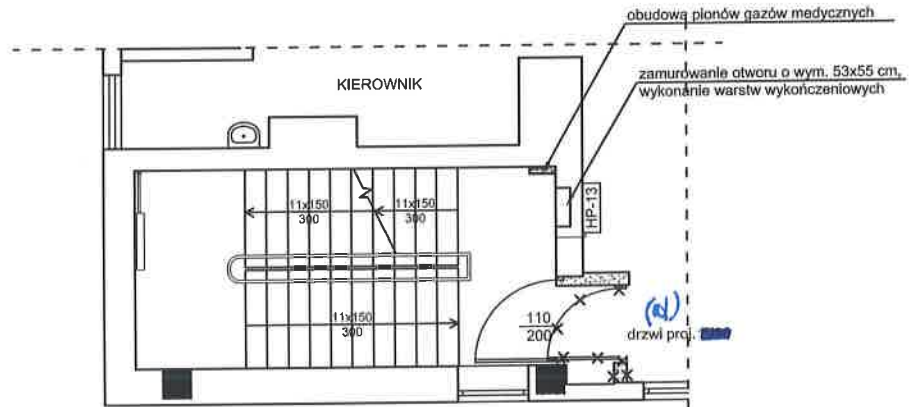 obudowa pionów gazów medycznych
zamurowanie otworu o wym. 53x55 cm,
wykonanie warstw wykończeniowych
KIEROWNIK
11x150
300
11x150
300
HP-13
11x150
300
110
200
drzwi proj.